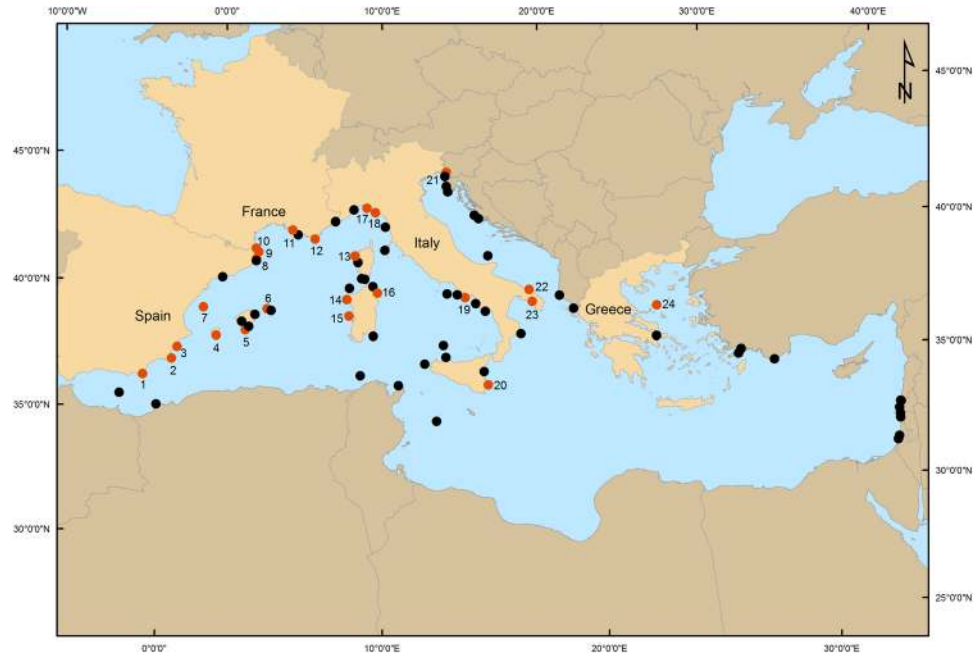 10°0'0"W 0°0'0" 10°0'0"E 20°0'0"E 30°0'0"E 40°0'0"E
45°0'0"N
N
45°0'0"N
21
40°0'0"N
17
18
France
10
11
9
12
Italy
8
13
40°0'0"N
22
16
14
6
Spain
7
19
23
Greece
24
15
5
4
3
35°0'0"N
2
1
20
35°0'0"N
30°0'0"N
30°0'0"N
25°0'0"N
0°0'0" 10°0'0"E 20°0'0"E 30°0'0"E